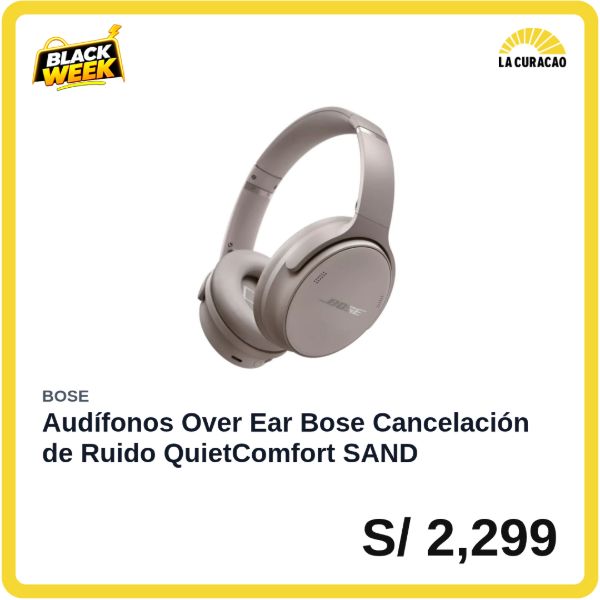 BLACK
WEEK
LA CURACAO
BOSE
BOSE
Audífonos Over Ear Bose Cancelación
de Ruido QuietComfort SAND
S/ 2,299